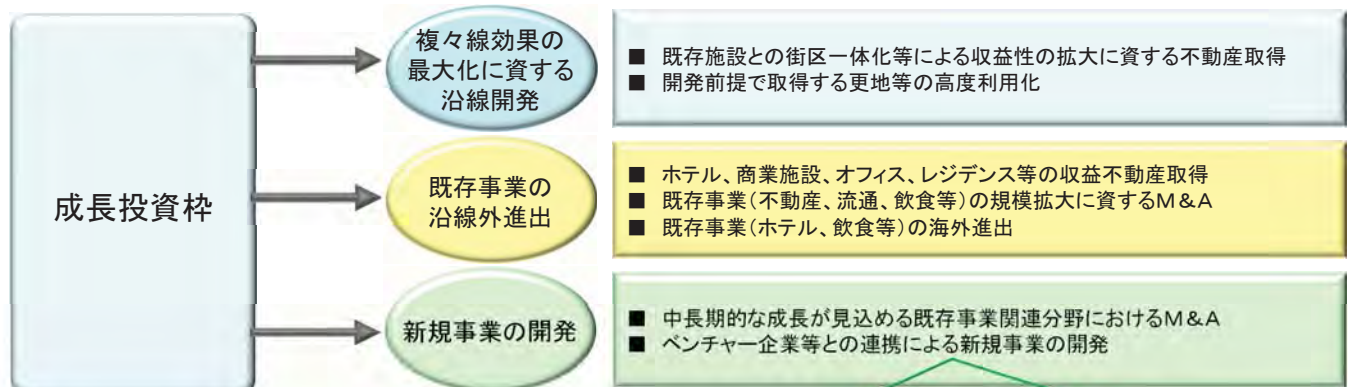 成長投資枠
複々線効果の
最大化に資する
沿線開発
■ 既存施設との街区一体化等による収益性の拡大に資する不動産取得
■ 開発前提で取得する更地等の高度利用化
既存事業の
沿線外進出
■ ホテル、商業施設、オフィス、レジデンス等の収益不動産取得
■ 既存事業(不動産、流通、飲食等)の規模拡大に資するM&A
■ 既存事業(ホテル、飲食等)の海外進出
新規事業の開発
■ 中長期的な成長が見込める既存事業関連分野におけるM&A
■ ベンチャー企業等との連携による新規事業の開発